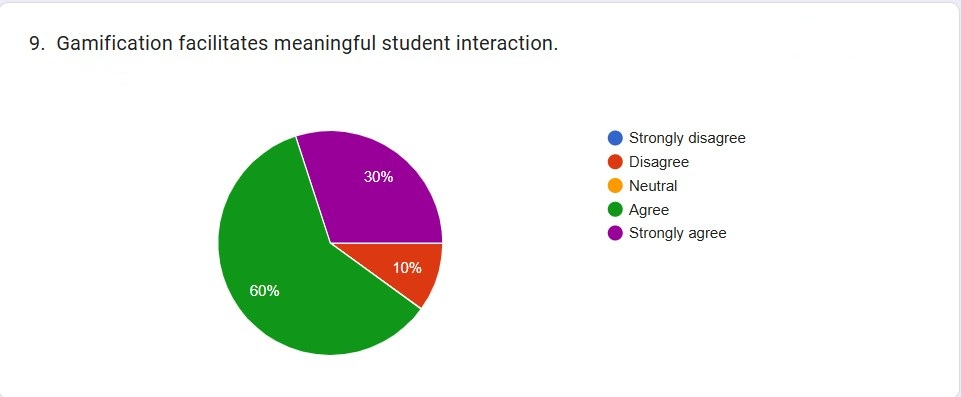 9. Gamification facilitates meaningful student interaction.
30%
10%
60%
Strongly disagree
Disagree
Neutral
Agree
Strongly agree